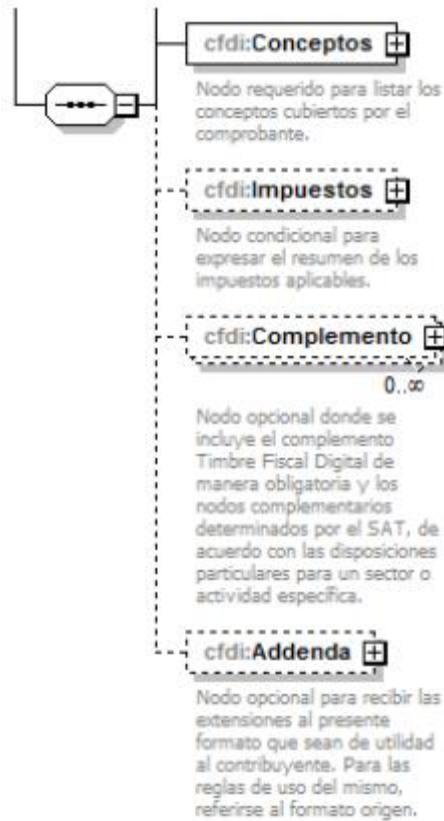 cfdi:Conceptos
Nodo requerido para listar los
conceptos cubiertos por el
comprobante.
cfdi:Impuestos
Nodo condicional para
expresar el resumen de los
impuestos aplicables.
cfdi:Complemento
0..∞
Nodo opcional donde se
incluye el complemento
Timbre Fiscal Digital de
manera obligatoria y los
nodos complementarios
determinados por el SAT, de
acuerdo con las disposiciones
particulares para un sector o
actividad específica.
cfdi:Addenda
Nodo opcional para recibir las
extensiones al presente
formato que sean de utilidad
al contribuyente. Para las
reglas de uso del mismo,
referirse al formato origen.